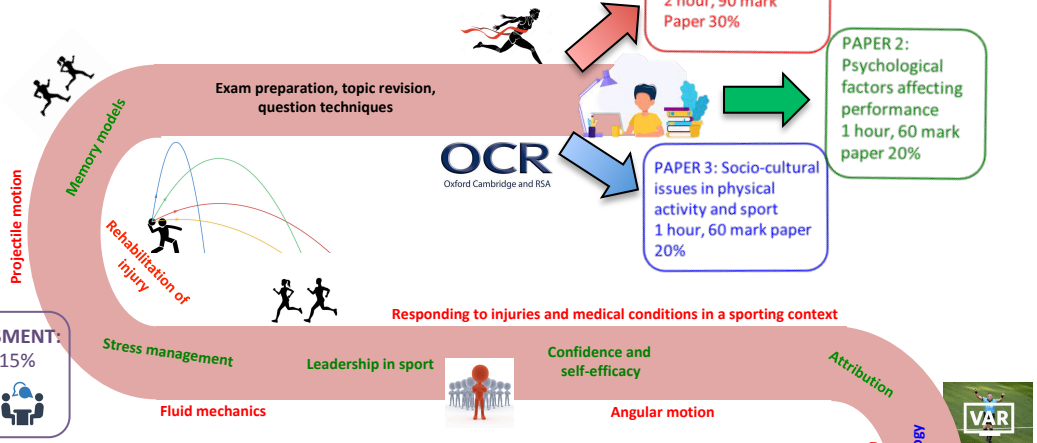 2 hour, 90 mark
Paper 30%
PAPER 2:
Psychological
factors affecting
performance
1 hour, 60 mark
paper 20%
Exam preparation, topic revision,
question techniques
OCR
Oxford Cambridge and RSA
PAPER 3: Socio-cultural
issues in physical
activity and sport
1 hour, 60 mark paper
20%
Memory models
Projectile motion
Rehabilitation of
injury
Responding to injuries and medical conditions in a sporting context
15%
Stress management
Leadership in sport
Confidence and
self-efficacy
Attribution
Fluid mechanics
Angular motion
VAR